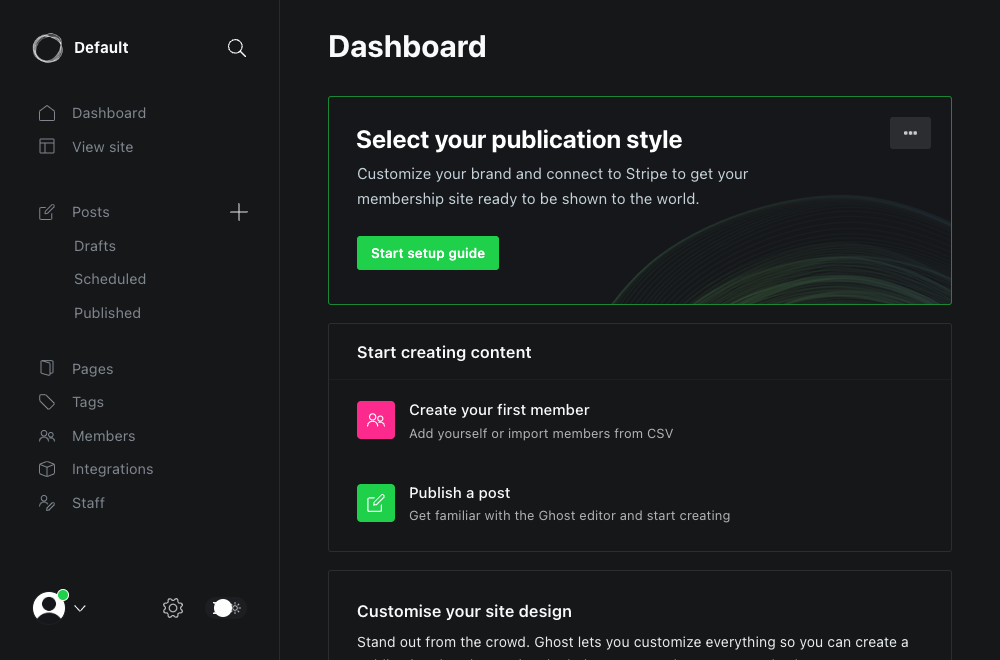 Default
Dashboard
View site
Posts
Drafts
Scheduled
Published
Pages
Tags
Members
Integrations
Staff
Dashboard
Select your publication style
Customize your brand and connect to Stripe to get your
membership site ready to be shown to the world.
Start setup guide
Start creating content
Create your first member
Add yourself or import members from CSV
Publish a post
Get familiar with the Ghost editor and start creating
Customise your site design
Stand out from the crowd. Ghost lets you customize everything so you can create a